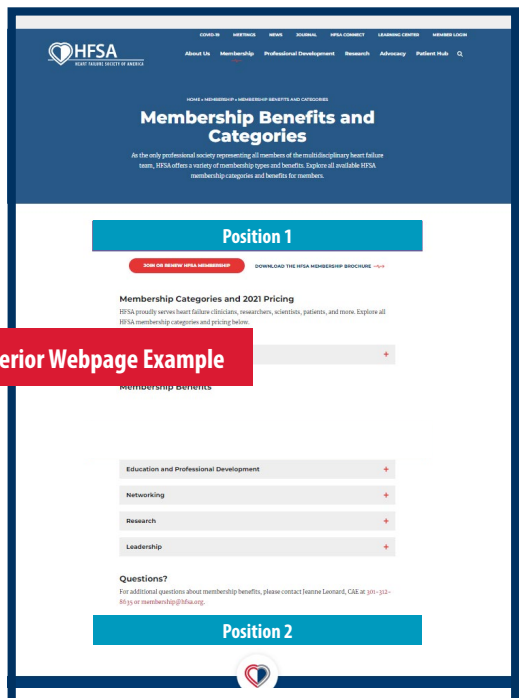 COVID-19 MEETINGS NEWS JOURNAL HFSA CONNECT LEARNING CENTER MEMBER LOGIN
HFSA
HEART FAILURE SOCIETY OF AMERICA
About Us Membership Professional Development Research Advocacy Patient Hub
HOME » MEMBERSHIP » MEMBERSHIP BENEFITS AND CATEGORIES
Membership Benefits and
Categories
As the only professional society representing all members of the multidisciplinary heart failure
team, HFSA offers a variety of membership types and benefits. Explore all available HFSA
membership categories and benefits for members.
Position 1
JOIN OR RENEW HFSA MEMBERSHIP DOWNLOAD THE HFSA MEMBERSHIP BROCHURE
Membership Categories and 2021 Pricing
HFSA proudly serves heart failure clinicians, researchers, scientists, patients, and more. Explore all
HFSA membership categories and pricing below.
+
erior Webpage Example
Membership Benefits
Education and Professional Development +
Networking +
Research +
Leadership +
Questions?
For additional questions about membership benefits, please contact Jeanne Leonard, CAE at 301-312-
8635 or membership@hfsa.org.
Position 2